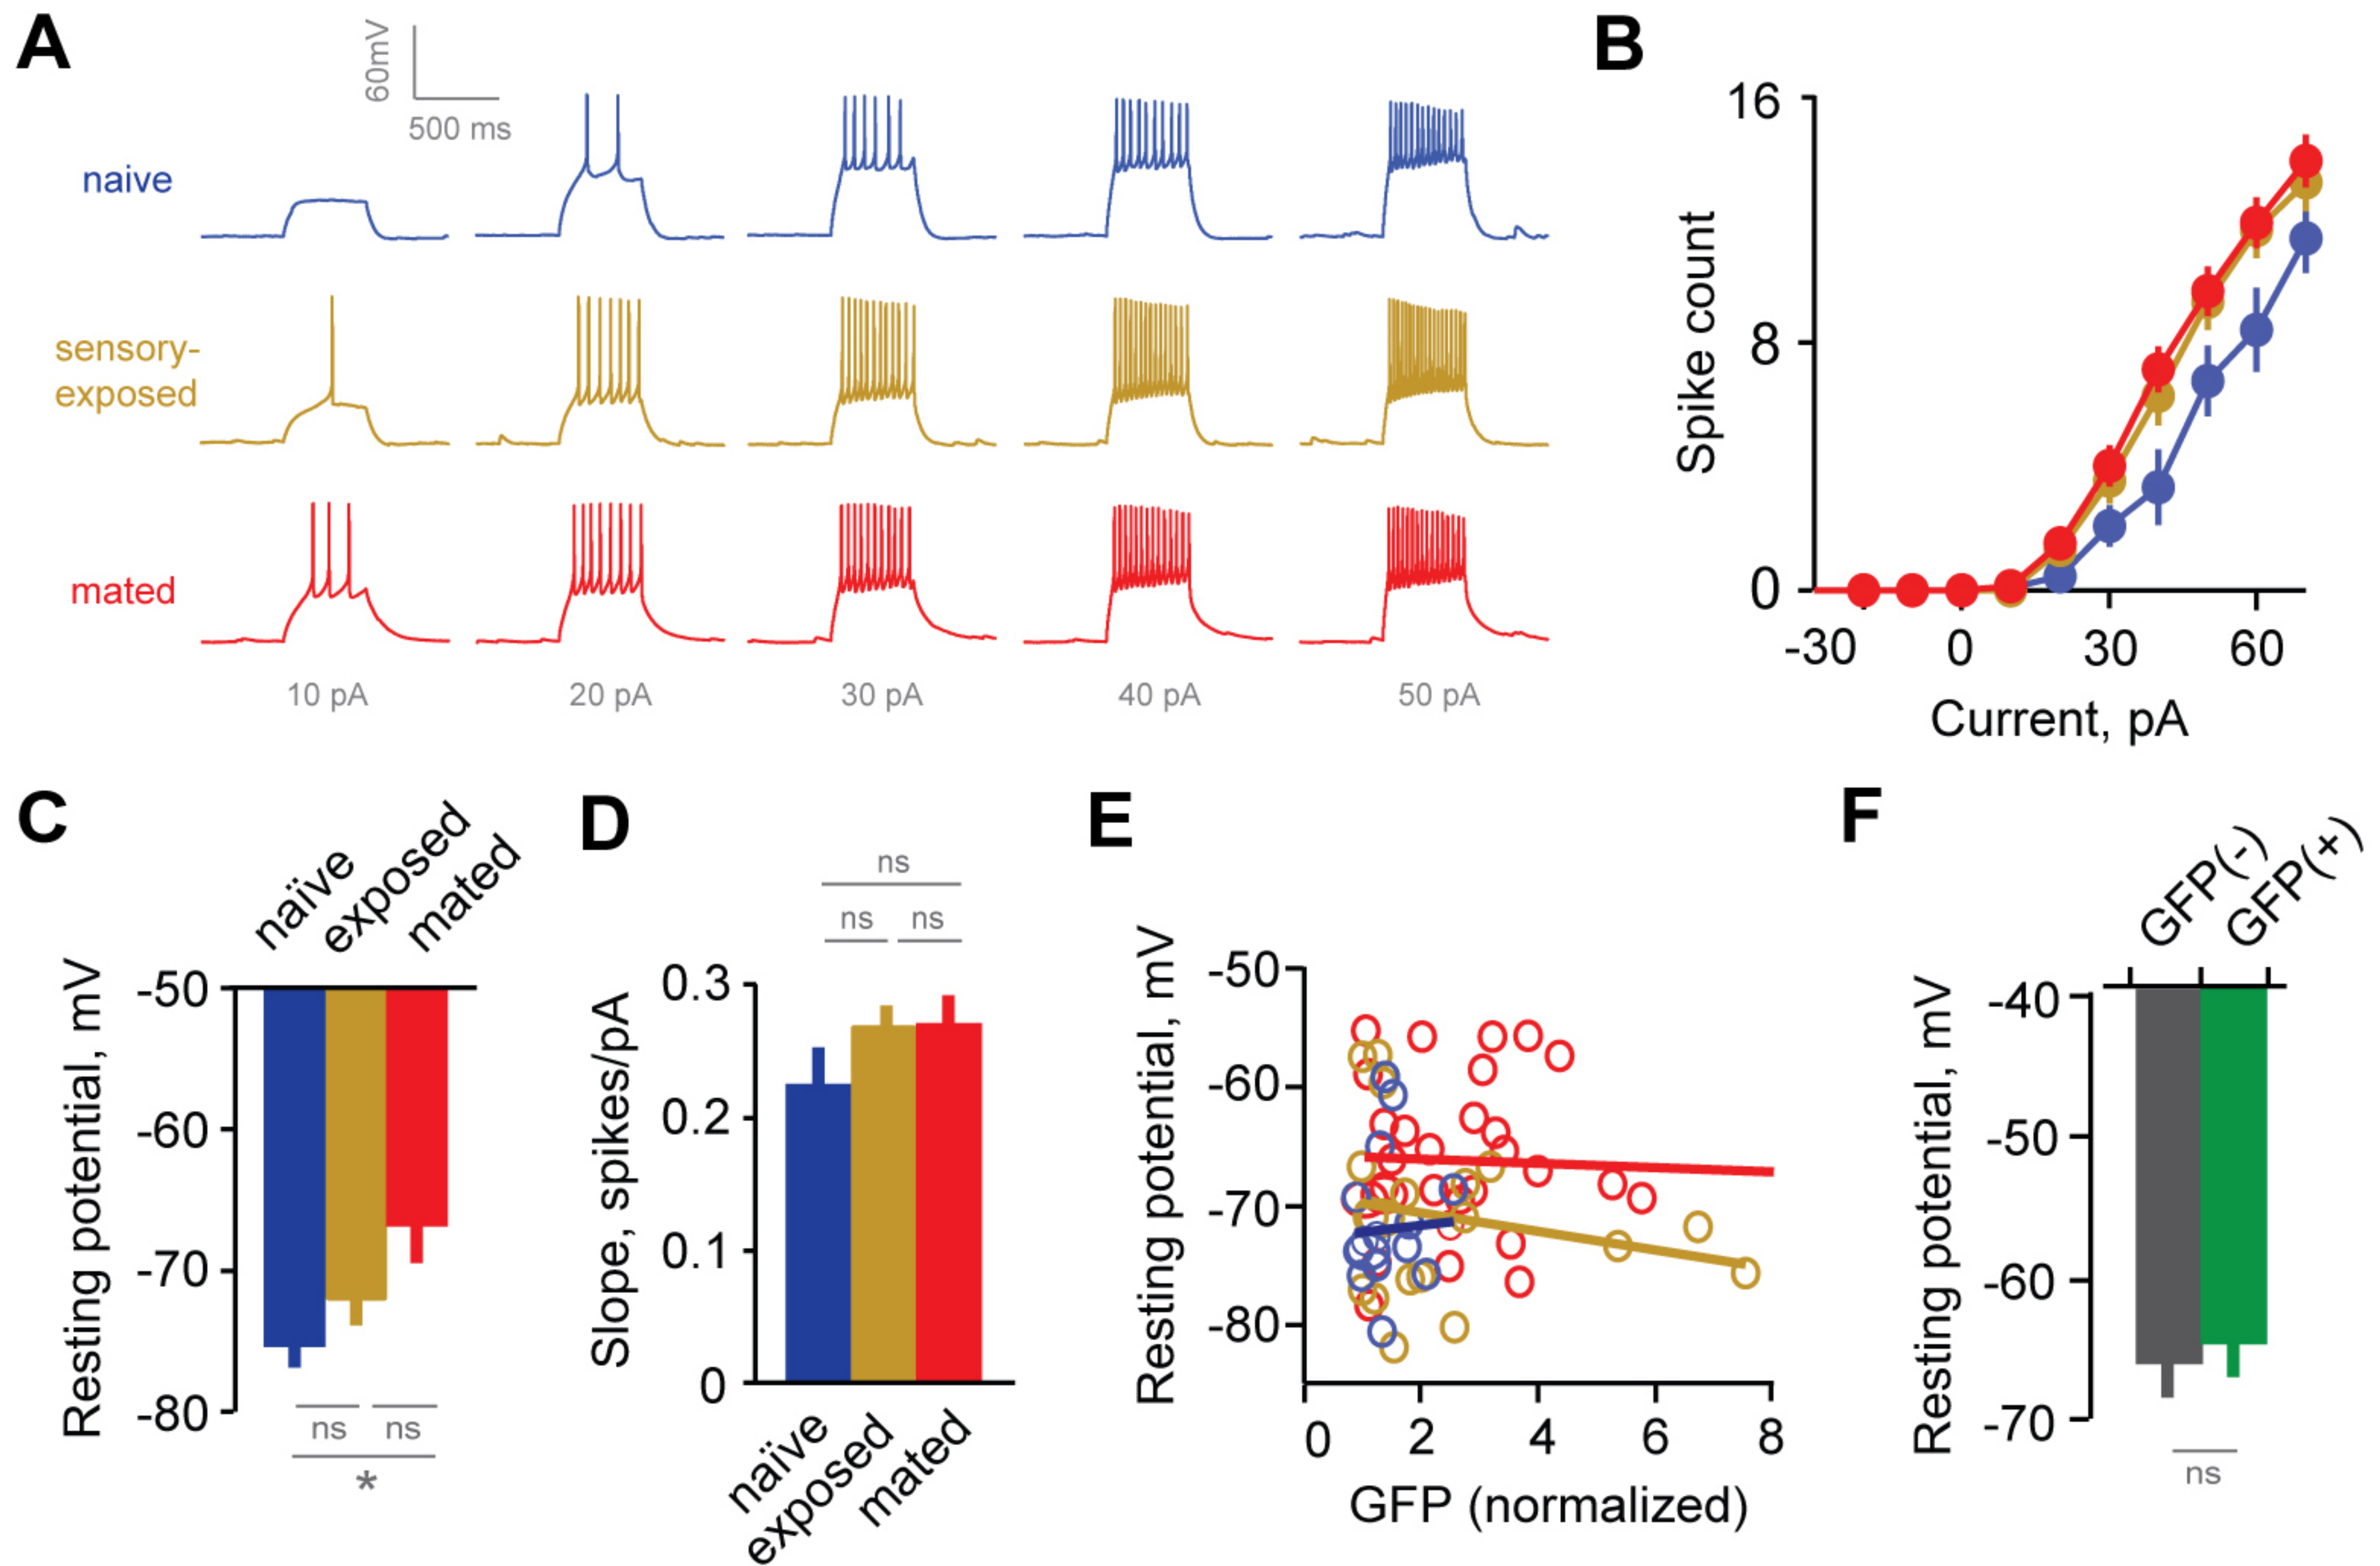 A
60mV
500 ms
naive
sensory-
exposed
mated
10 pA
20 pA
30 pA
40 pA
50 pA
B
16
8
0
Spike count
-30
0
30
60
Current, pA
C
naïve
exposed
mated
Resting potential, mV
-50
-60
-70
-80
ns
ns
*
D
ns
ns
ns
Slope, spikes/pA
0.3
0.2
0.1
0
naïve
exposed
mated
E
Resting potential, mV
-50
-60
-70
-80
0
2
4
6
8
GFP (normalized)
F
GFP(-)
GFP(+)
Resting potential, mV
-40
-50
-60
-70
ns